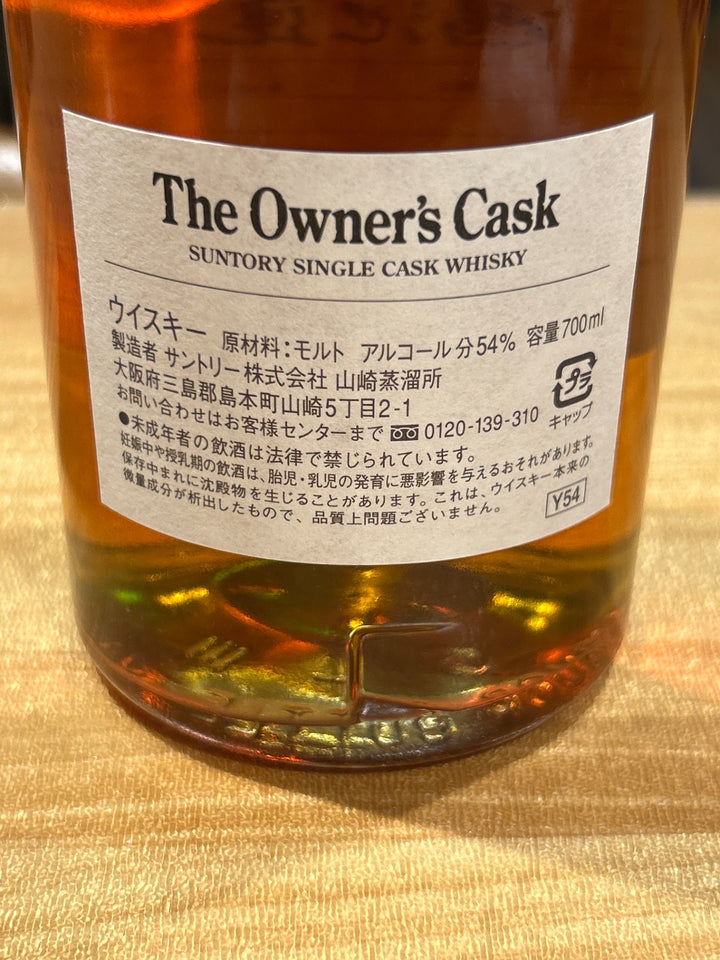 The Owner's Cask
SUNTORY SINGLE CASK WHISKY
ウイスキー 原材料:モルト アルコール分54% 容量700ml
製造者 サントリー株式会社 山崎蒸溜所
大阪府三島郡島本町山崎5丁目2-1
プラ
キャップ
お問い合わせはお客様センターまで 0120-139-310
●未成年者の飲酒は法律で禁じられています。
妊娠中や授乳期の飲酒は、胎児・乳児の発育に悪影響を与えるおそれがあります。
保存中まれに沈殿物を生じることがあります。これは、ウイスキー本来の
微量成分が析出したもので、品質上問題ございません。
Y54